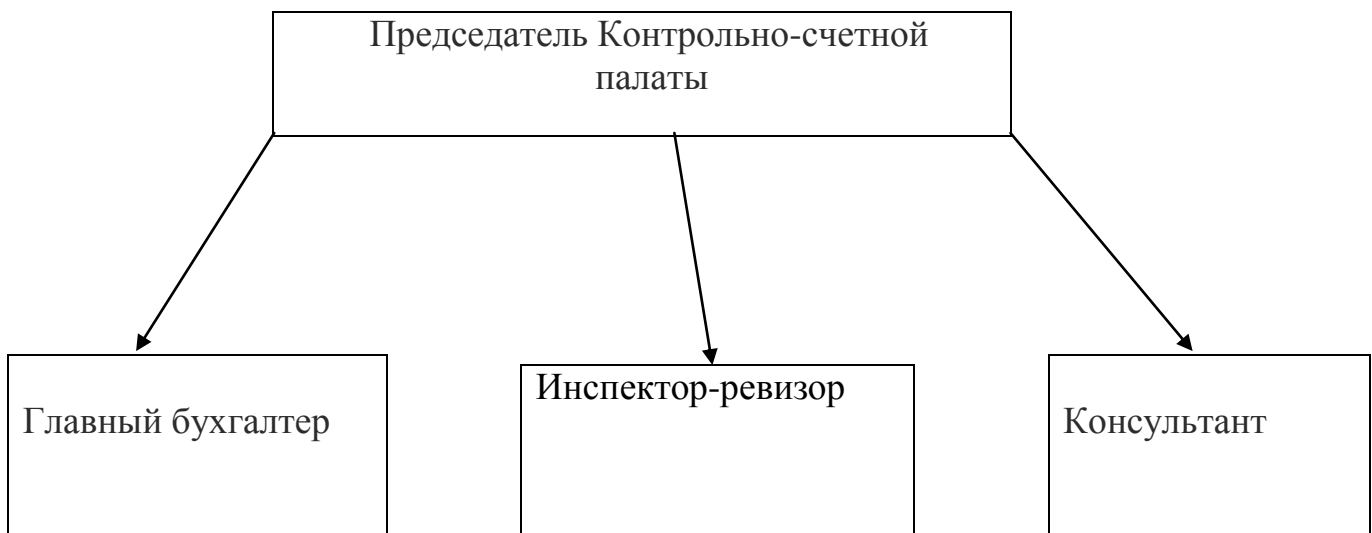 Председатель Контрольно-счетной
палаты
Главный бухгалтер
Инспектор-ревизор
Консультант